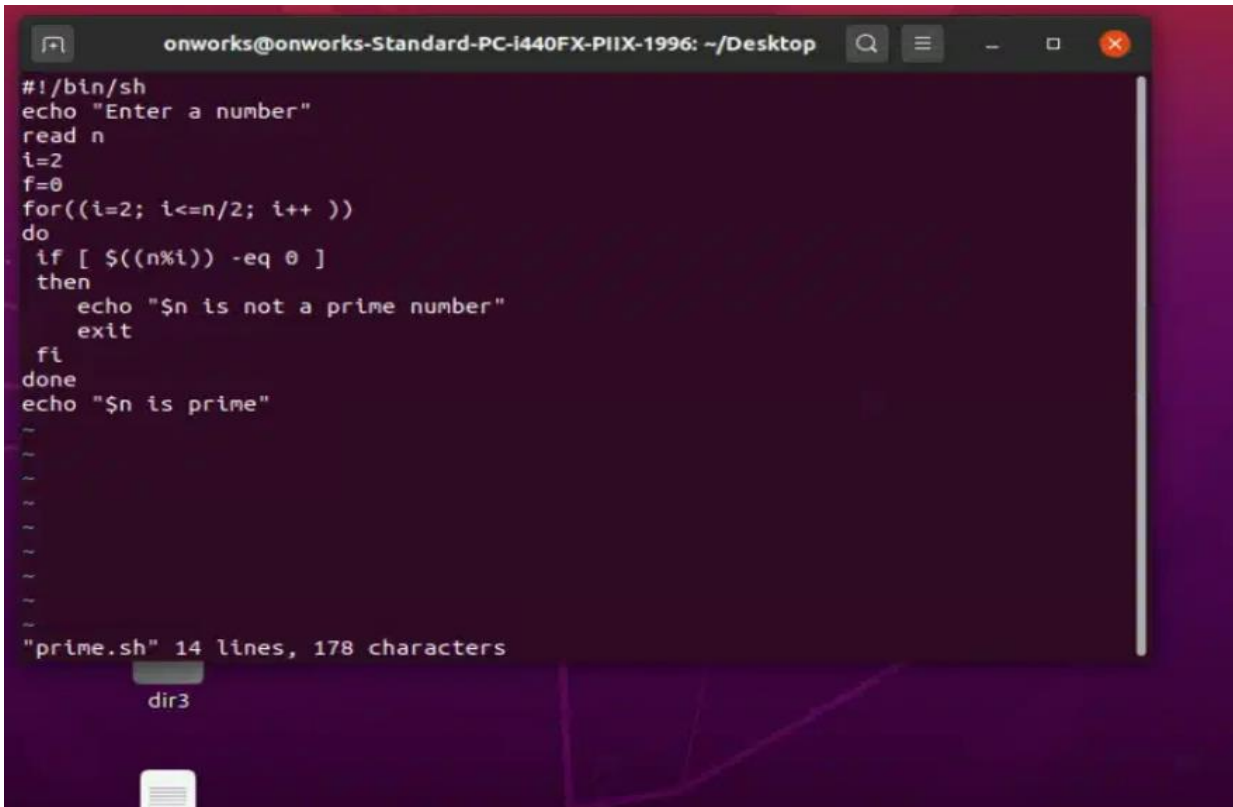 onworks@onworks-Standard-PC-i440FX-PIIX-1996: ~/Desktop
#!/bin/sh
echo "Enter a number"
read n
i=2
f=0
for((i=2; i<=n/2; i++ ))
do
 if [ $((n%i)) -eq 0 ]
 then
    echo "$n is not a prime number"
    exit
 fi
done
echo "$n is prime"
~
~
~
~
~
~
~
~
~
"prime.sh" 14 lines, 178 characters
dir3